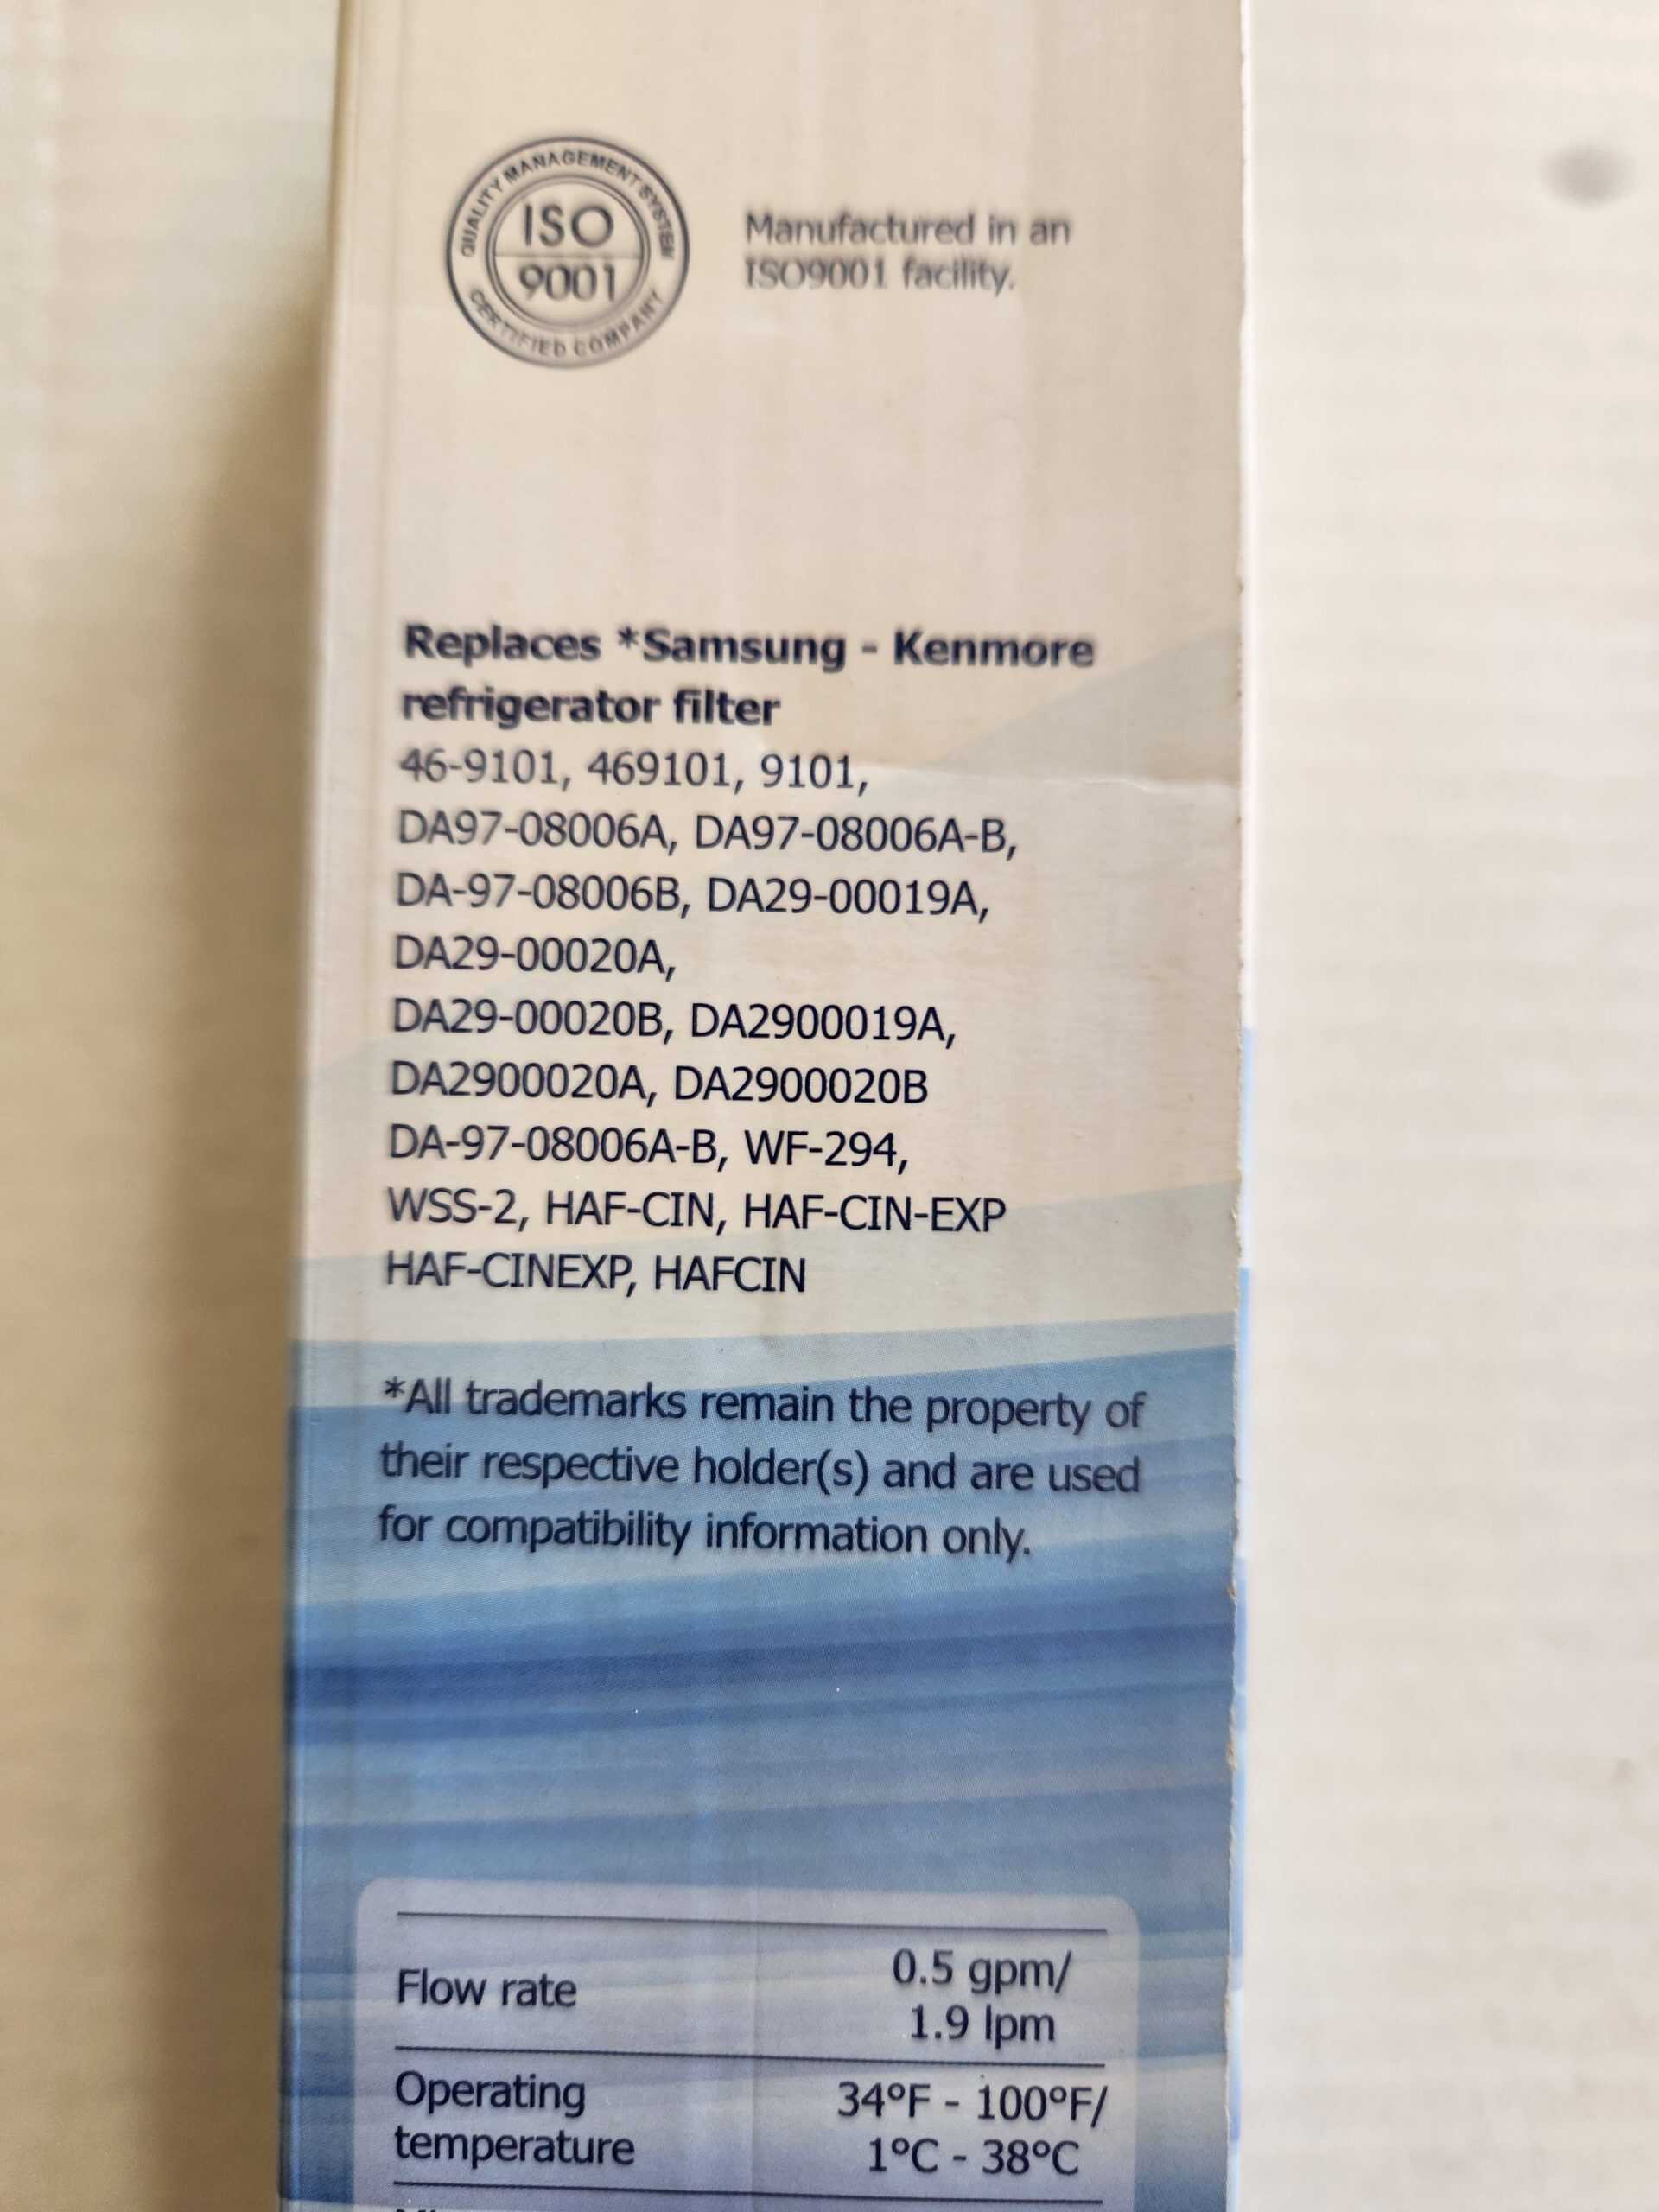 QUALITY MANAGEMENT SYSTEM
ISO
9001
CERTIFIED COMPANY
Manufactured in an
ISO9001 facility.
Replaces *Samsung - Kenmore
refrigerator filter
46-9101, 469101, 9101,
DA97-08006A, DA97-08006A-B,
DA-97-08006B, DA29-00019A,
DA29-00020A,
DA29-00020B, DA2900019A,
DA2900020A, DA2900020B
DA-97-08006A-B, WF-294,
WSS-2, HAF-CIN, HAF-CIN-EXP
HAF-CINEXP, HAFCIN
*All trademarks remain the property of
their respective holder(s) and are used
for compatibility information only.
Flow rate
0.5 gpm/
1.9 lpm
Operating
temperature
34°F - 100°F/
1°C - 38°C